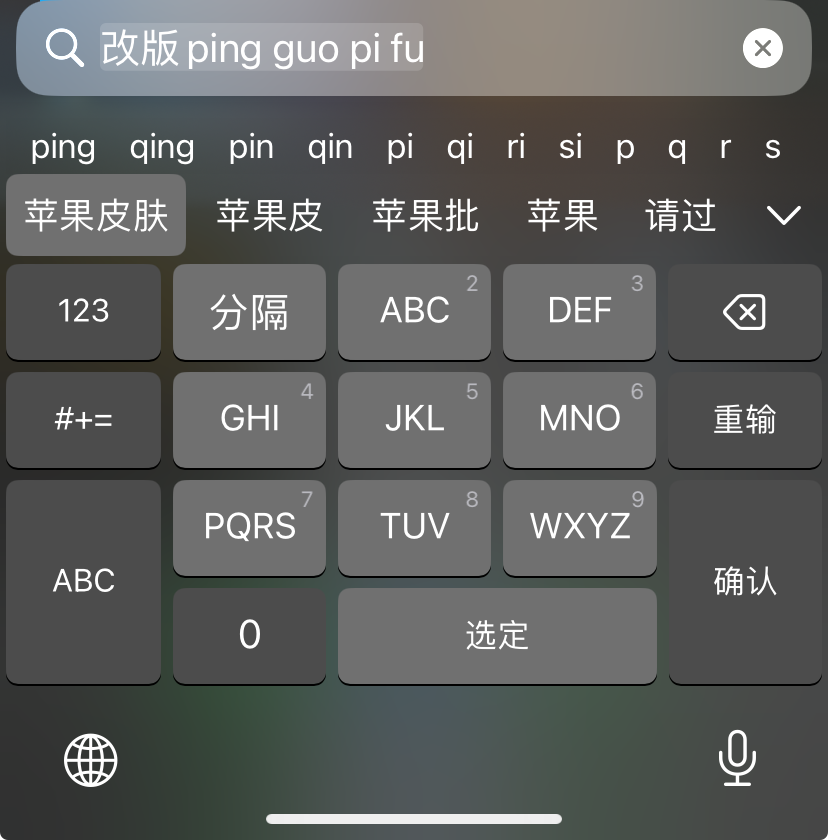 改版 ping guo pi fu
ping qing pin qin pi qi ri si p q r s
苹果皮肤 苹果皮 苹果批 苹果 请过
123 分隔 ABC 2 DEF 3
#+= GHI 4 JKL 5 MNO 6 重输
PQRS 7 TUV 8 WXYZ 9
ABC 确认
0 选定